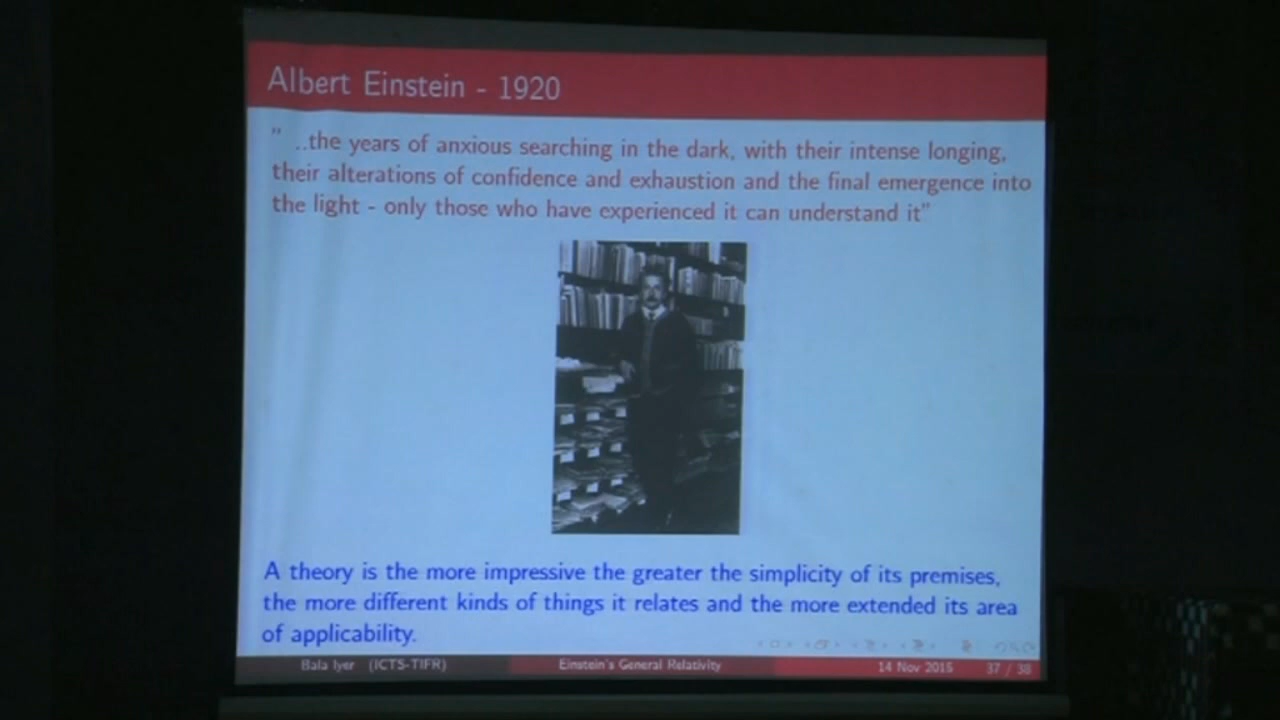 Albert Einstein - 1920
" ..the years of anxious searching in the dark, with their intense longing,
their alterations of confidence and exhaustion and the final emergence into
the light - only those who have experienced it can understand it"
A theory is the more impressive the greater the simplicity of its premises,
the more different kinds of things it relates and the more extended its area
of applicability.
Bala Iyer (ICTS-TIFR) Einstein's General Relativity 14 Nov 2015 37 / 38